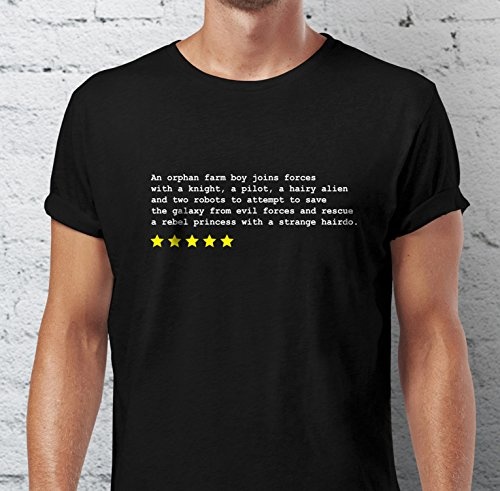 An orphan farm boy joins forces
with a knight, a pilot, a hairy alien
and two robots to attempt to save
the galaxy from evil forces and rescue
a rebel princess with a strange hairdo.